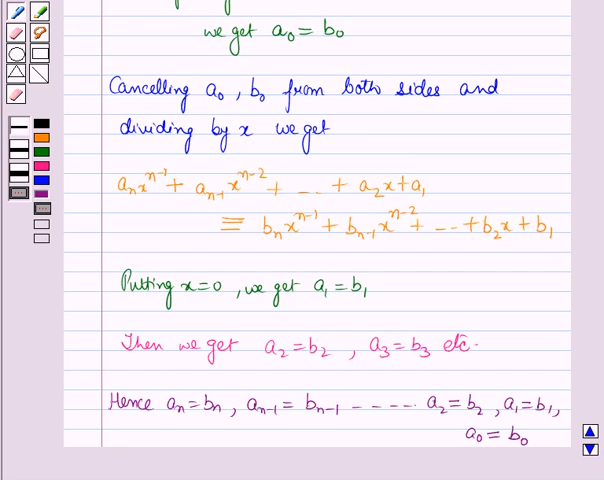 we get a₀ = b₀
Cancelling a₀, b₀ from both sides and
dividing by x we get
aₙxⁿ⁻¹ + aₙ₋₁xⁿ⁻² + ... + a₂x + a₁
≡ bₙxⁿ⁻¹ + bₙ₋₁xⁿ⁻² + ... + b₂x + b₁
Putting x=0, we get a₁ = b₁
Then we get a₂ = b₂, a₃ = b₃ etc.
Hence aₙ = bₙ, aₙ₋₁ = bₙ₋₁ ------- a₂ = b₂, a₁ = b₁,
a₀ = b₀